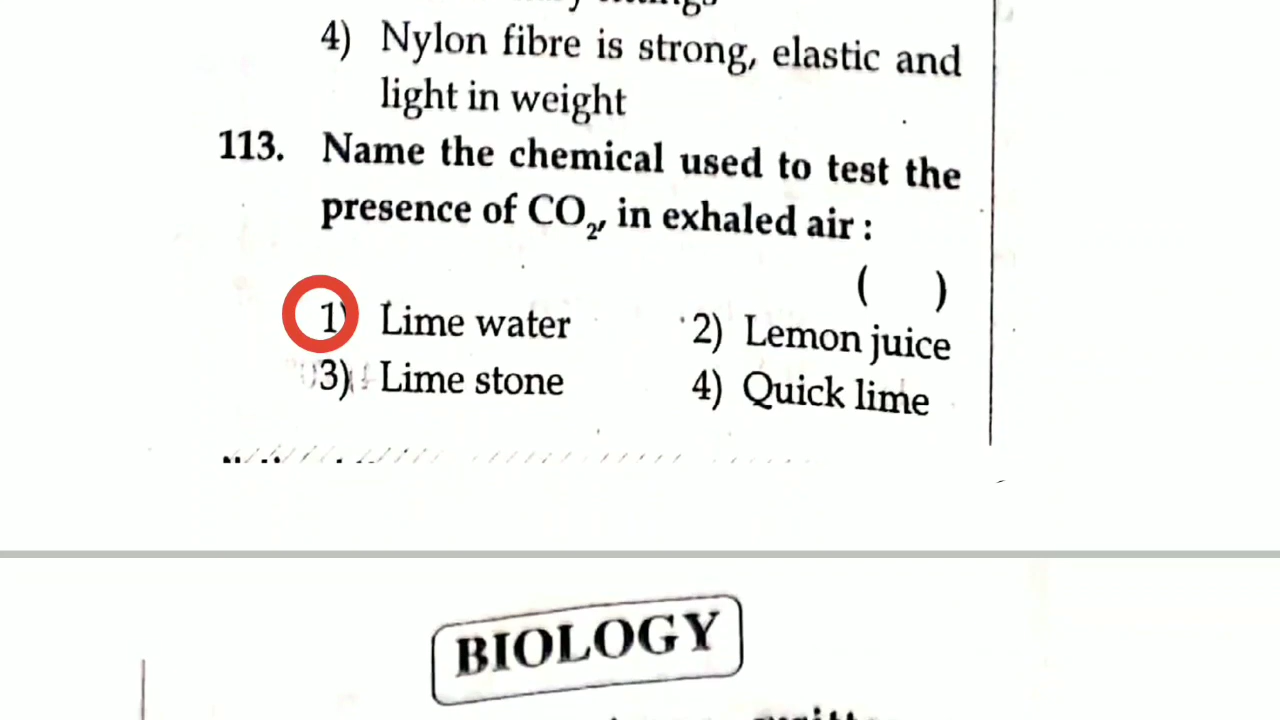 4) Nylon fibre is strong, elastic and
light in weight
113. Name the chemical used to test the
presence of CO₂, in exhaled air :
( )
1) Lime water 2) Lemon juice
3) Lime stone 4) Quick lime
BIOLOGY